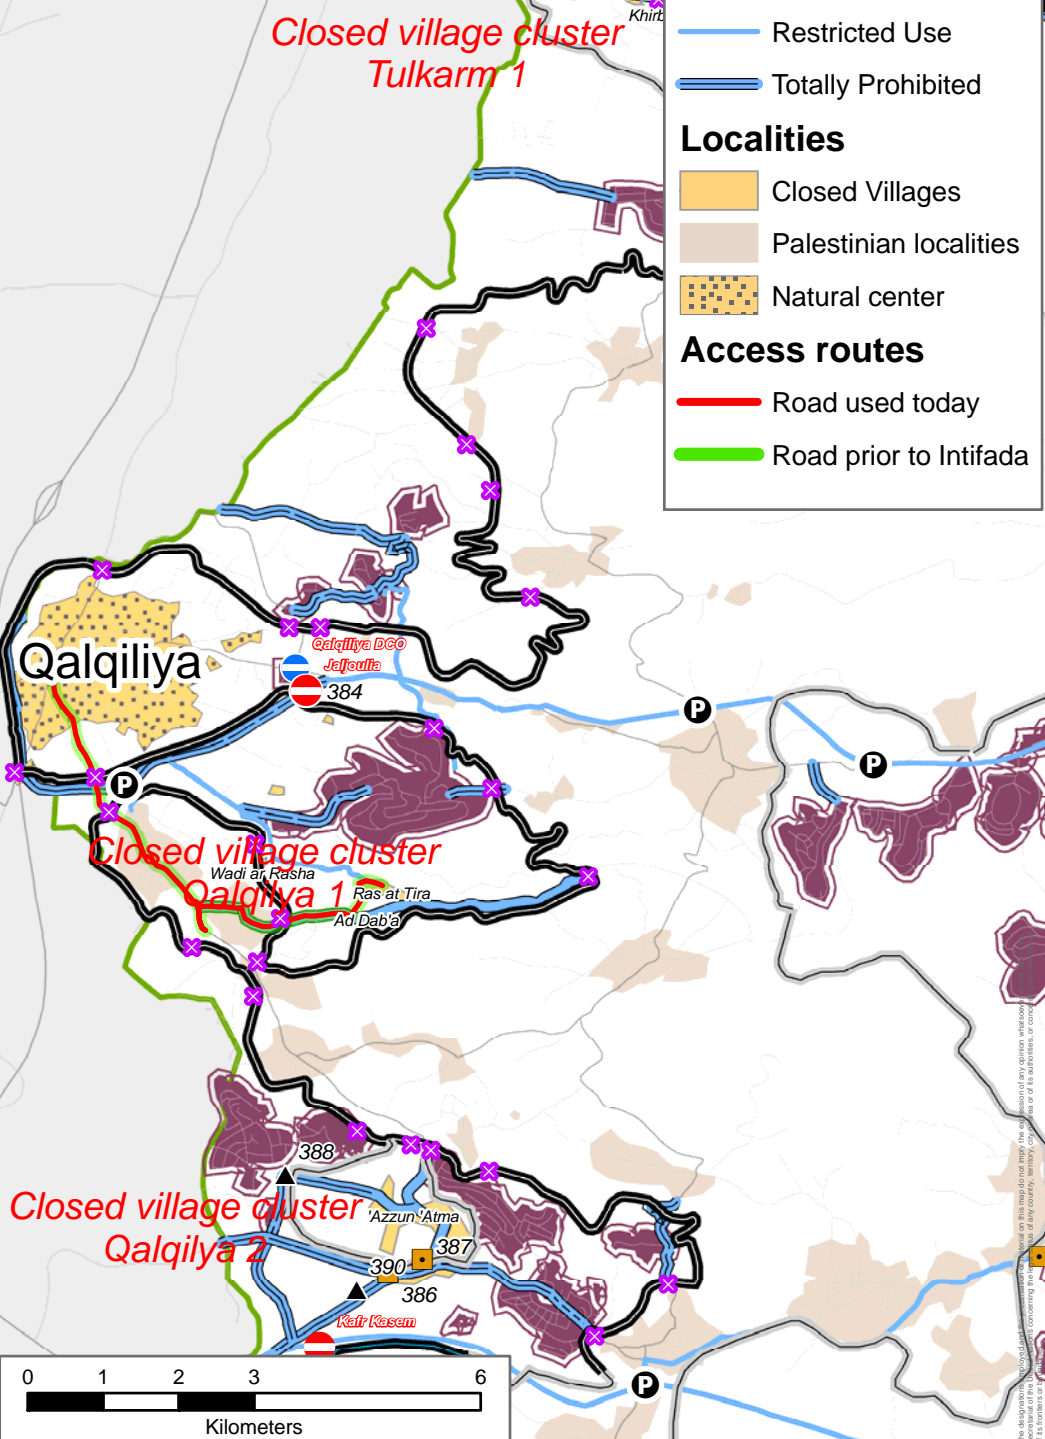 Closed village cluster
Tulkarm 1
Restricted Use
Totally Prohibited
Localities
Closed Villages
Palestinian localities
Natural center
Access routes
Road used today
Road prior to Intifada
Qalqiliya DCO
Jaljoulia
Qalqiliya
384
P
P
P
Closed village cluster
Qalqilya 1
Wadi ar Rasha
Ras at Tira
Ad Dab'a
388
Closed village cluster
Qalqilya 2
'Azzun 'Atma
387
390
386
Kafr Kasem
P
0 1 2 3 6
Kilometers